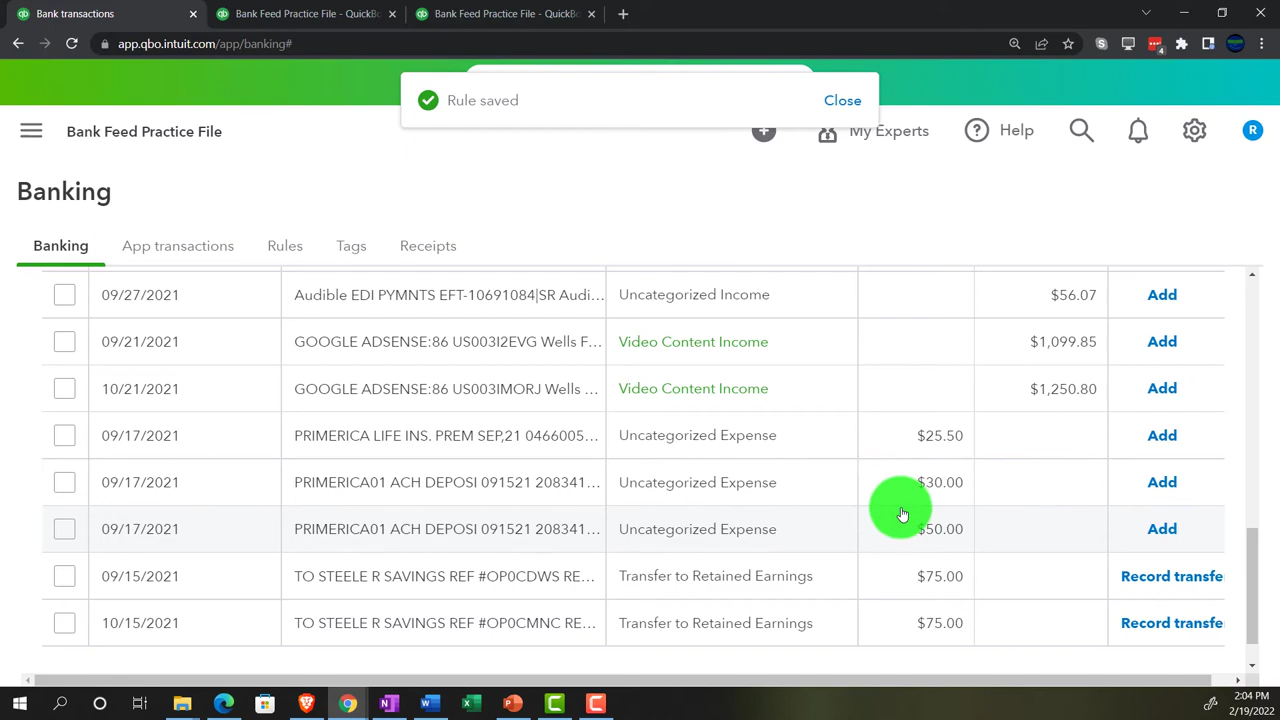 Bank transactions
Bank Feed Practice File - QuickBo
Bank Feed Practice File - QuickB
app.qbo.intuit.com/app/banking#
4
Rule saved
Close
Bank Feed Practice File
My Experts
Help
R
Banking
Banking
App transactions
Rules
Tags
Receipts
09/27/2021 Audible EDI PYMNTS EFT-10691084|SR Audi... Uncategorized Income $56.07 Add
09/21/2021 GOOGLE ADSENSE:86 US003I2EVG Wells F... Video Content Income $1,099.85 Add
10/21/2021 GOOGLE ADSENSE:86 US003IMORJ Wells ... Video Content Income $1,250.80 Add
09/17/2021 PRIMERICA LIFE INS. PREM SEP,21 0466005... Uncategorized Expense $25.50 Add
09/17/2021 PRIMERICA01 ACH DEPOSI 091521 208341... Uncategorized Expense $30.00 Add
09/17/2021 PRIMERICA01 ACH DEPOSI 091521 208341... Uncategorized Expense $50.00 Add
09/15/2021 TO STEELE R SAVINGS REF #OP0CDWS RE... Transfer to Retained Earnings $75.00 Record transfe
10/15/2021 TO STEELE R SAVINGS REF #OP0CMNC RE... Transfer to Retained Earnings $75.00 Record transfe
2:04 PM
2/19/2022